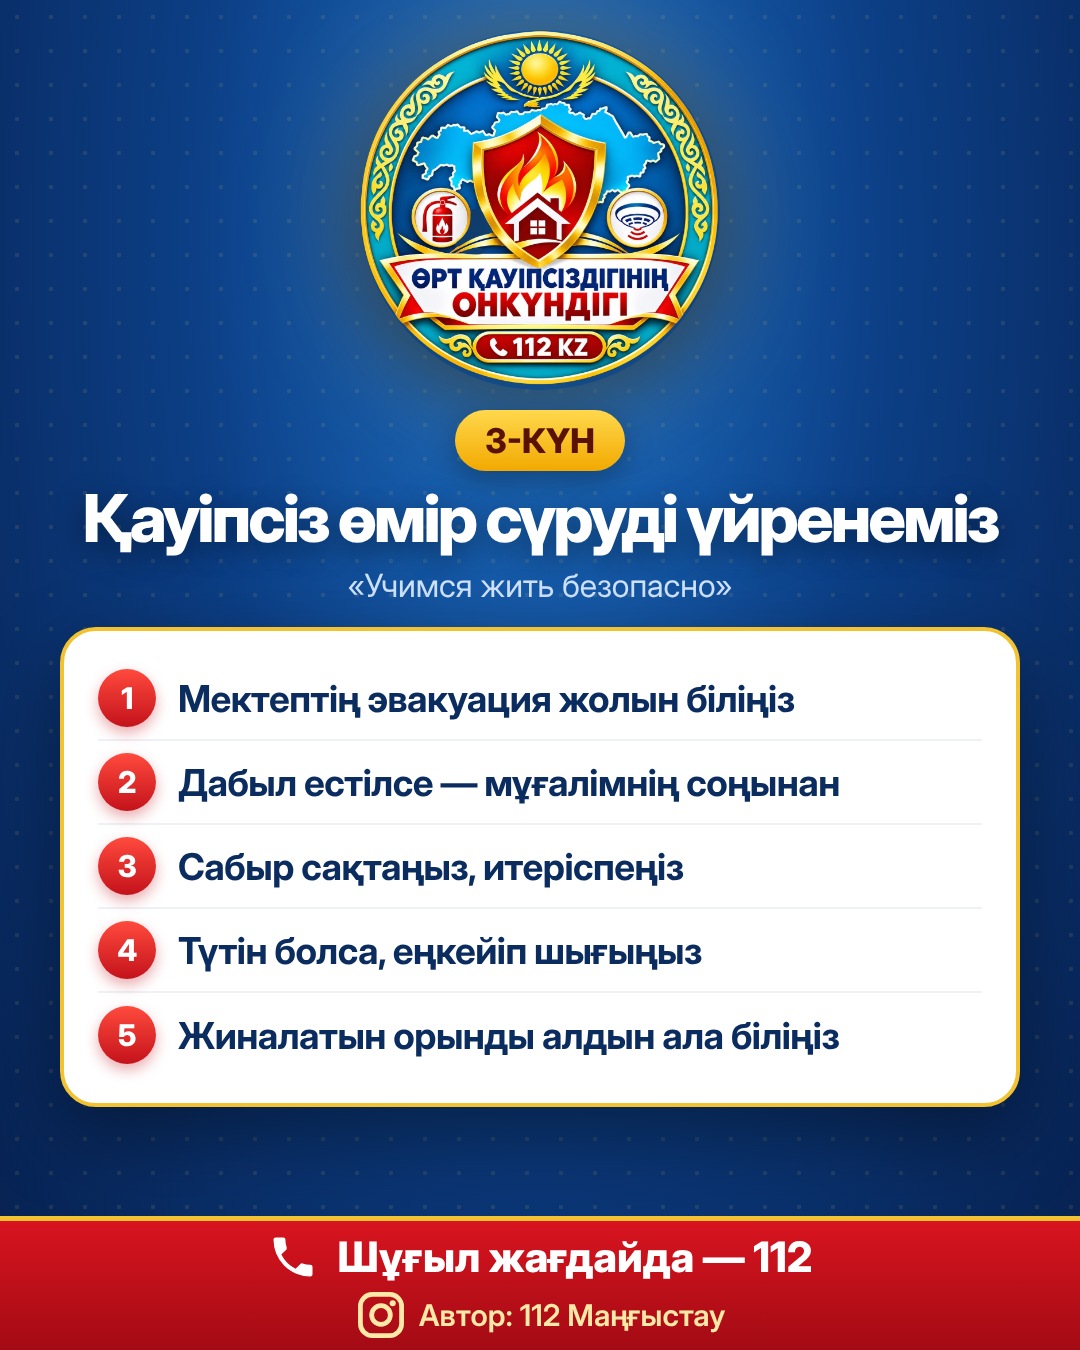 ӨРТ ҚАУІПСІЗДІГІНІҢ
ОНКҮНДІГІ
112 KZ
3-КҮН
Қауіпсіз өмір сүруді үйренеміз
«Учимся жить безопасно»
1 Мектептің эвакуация жолын біліңіз
2 Дабыл естілсе — мұғалімнің соңынан
3 Сабыр сақтаңыз, итеріспеңіз
4 Түтін болса, еңкейіп шығыңыз
5 Жиналатын орынды алдын ала біліңіз
Шұғыл жағдайда — 112
Автор: 112 Маңғыстау